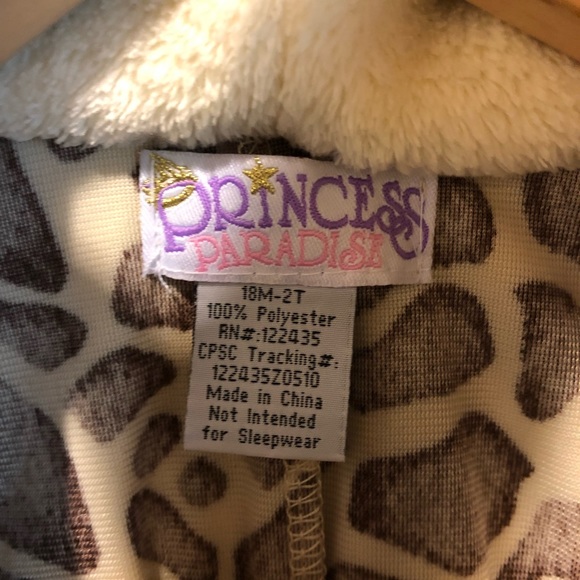 PRINCESS
PARADISE
18M-2T
100% Polyester
RN#:122435
CPSC Tracking#:
122435Z0510
Made in China
Not Intended
for Sleepwear